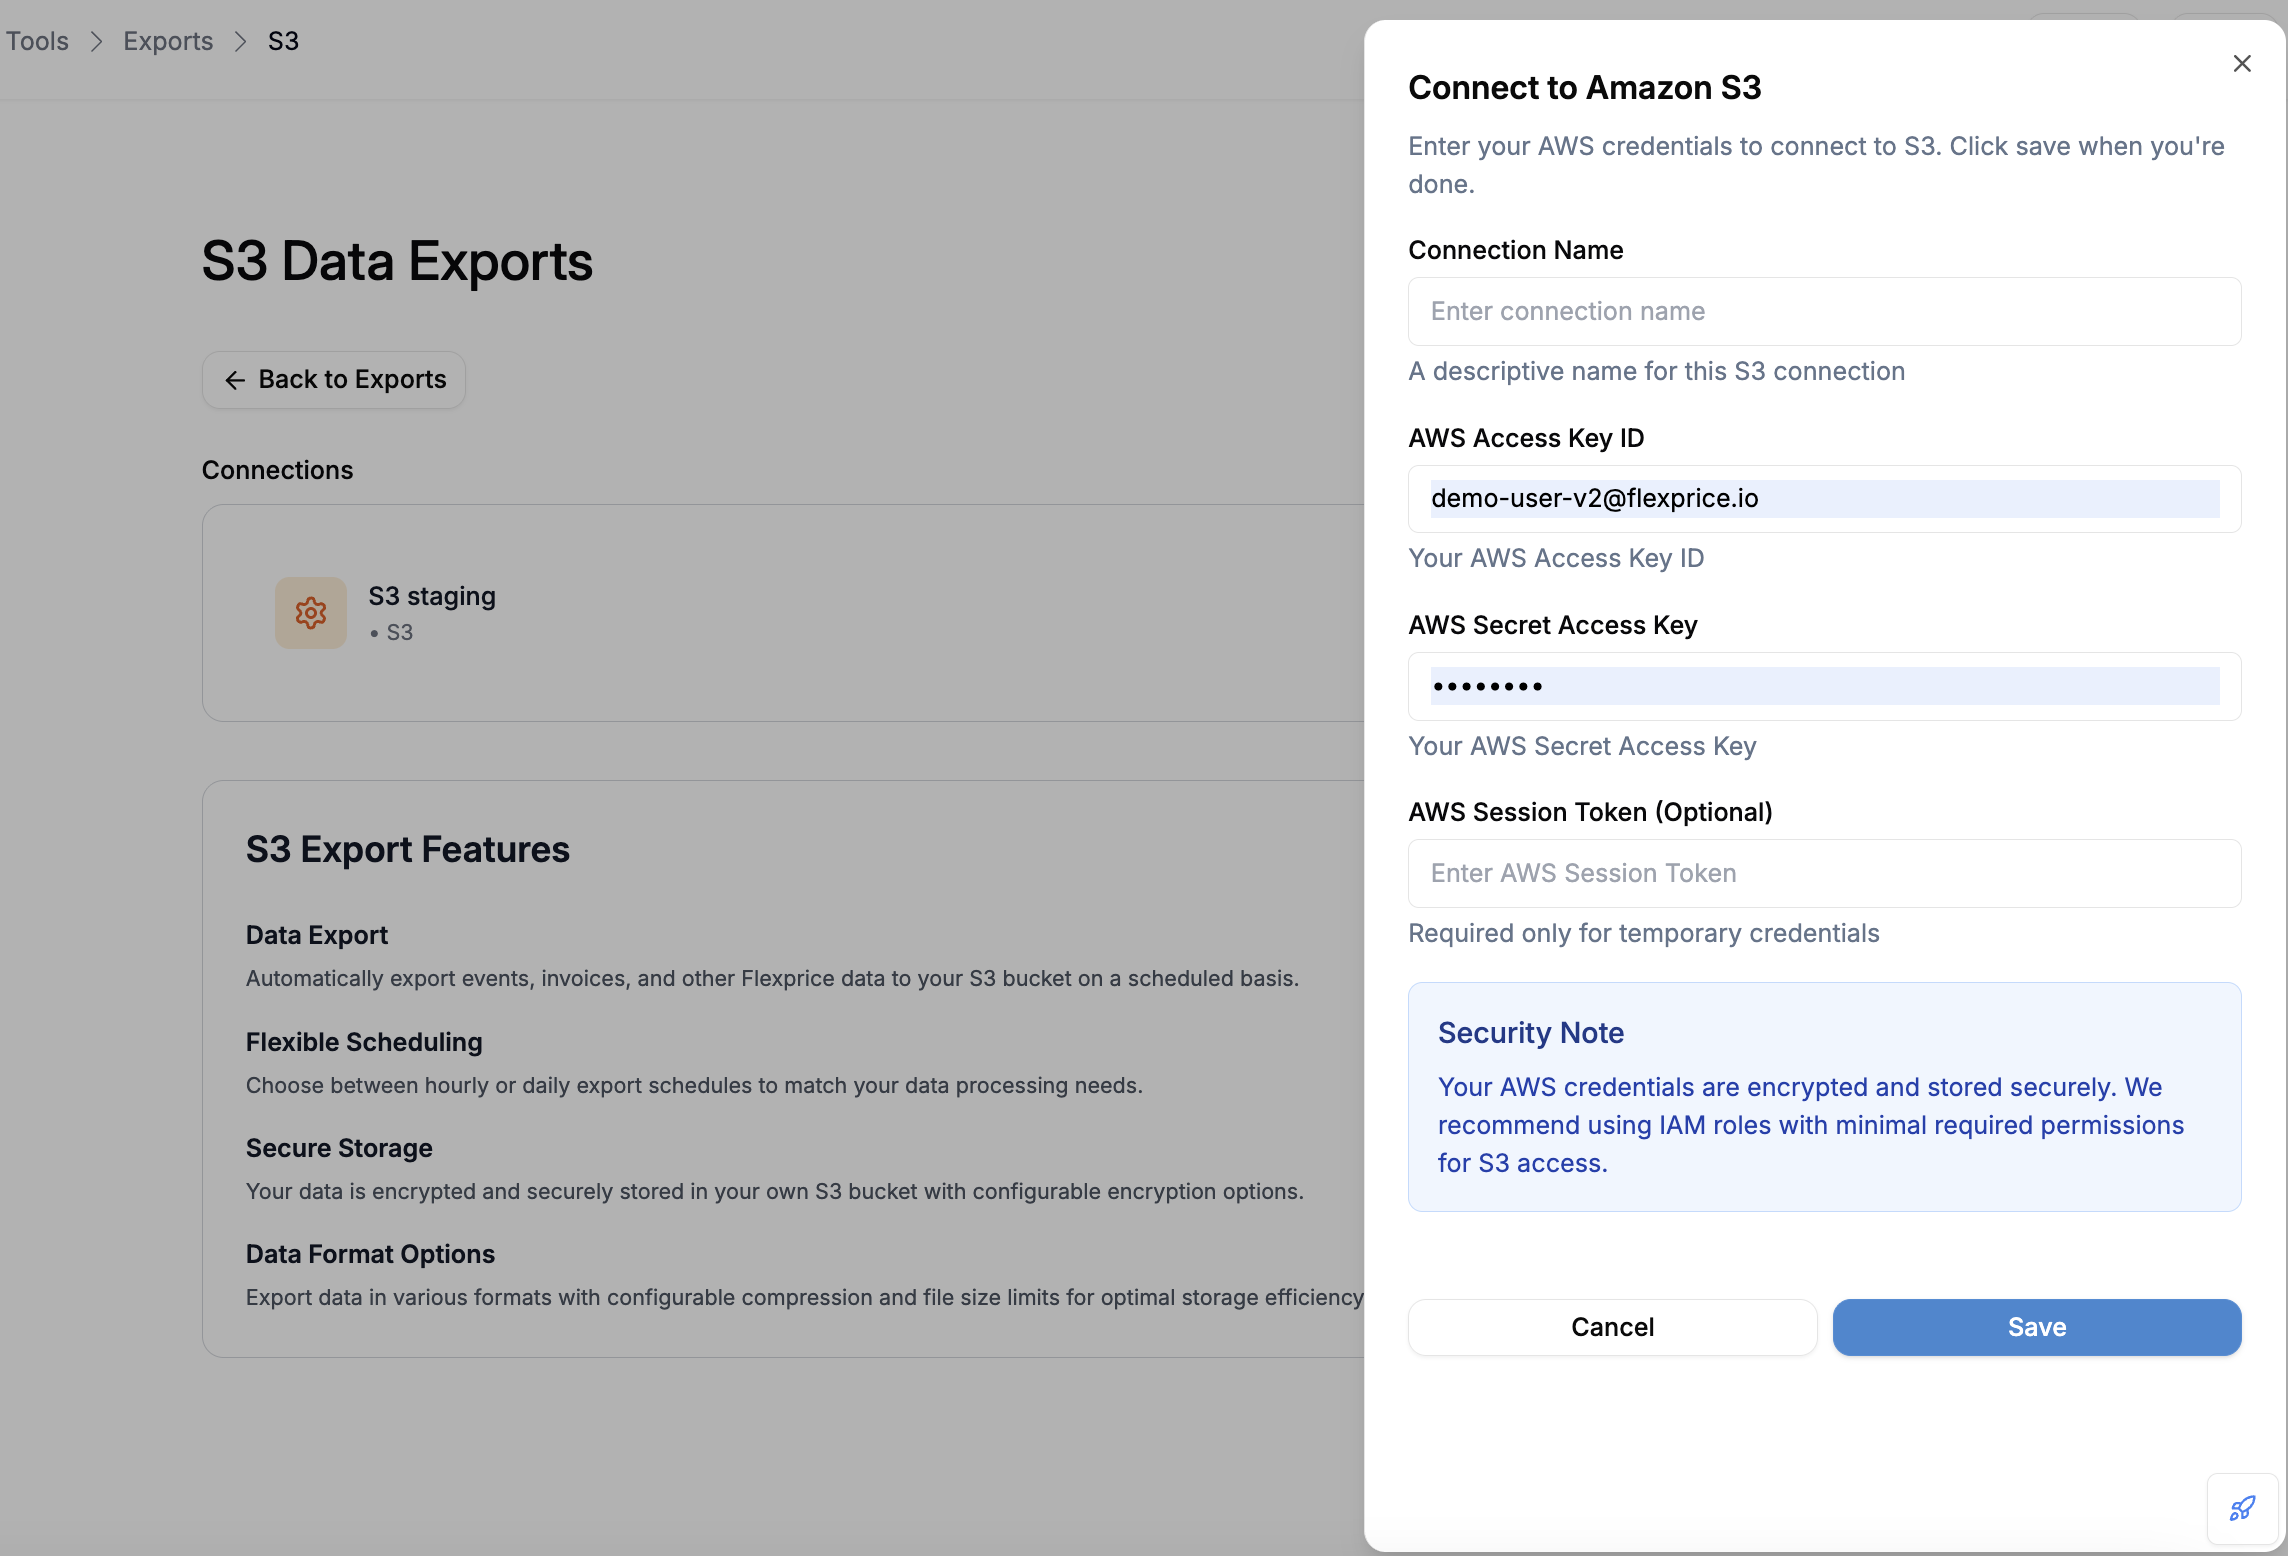 Tools > Exports > S3
S3 Data Exports
← Back to Exports
Connections
S3 staging
• S3
S3 Export Features
Data Export
Automatically export events, invoices, and other Flexprice data to your S3 bucket on a scheduled basis.
Flexible Scheduling
Choose between hourly or daily export schedules to match your data processing needs.
Secure Storage
Your data is encrypted and securely stored in your own S3 bucket with configurable encryption options.
Data Format Options
Export data in various formats with configurable compression and file size limits for optimal storage efficiency
Connect to Amazon S3
Enter your AWS credentials to connect to S3. Click save when you're
done.
Connection Name
Enter connection name
A descriptive name for this S3 connection
AWS Access Key ID
demo-user-v2@flexprice.io
Your AWS Access Key ID
AWS Secret Access Key
••••••••
Your AWS Secret Access Key
AWS Session Token (Optional)
Enter AWS Session Token
Required only for temporary credentials
Security Note
Your AWS credentials are encrypted and stored securely. We
recommend using IAM roles with minimal required permissions
for S3 access.
Cancel
Save